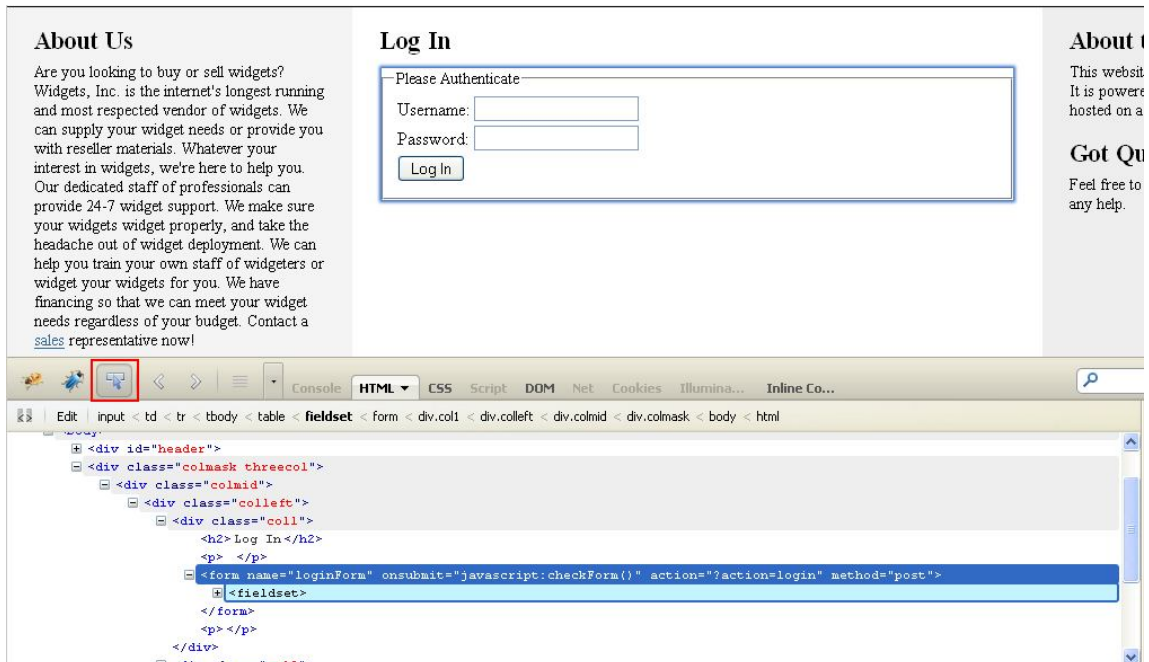 About Us
Are you looking to buy or sell widgets?
Widgets, Inc. is the internet's longest running
and most respected vendor of widgets. We
can supply your widget needs or provide you
with reseller materials. Whatever your
interest in widgets, we're here to help you.
Our dedicated staff of professionals can
provide 24-7 widget support. We make sure
your widgets widget properly, and take the
headache out of widget deployment. We can
help you train your own staff of widgeters or
widget your widgets for you. We have
financing so that we can meet your widget
needs regardless of your budget. Contact a
sales representative now!
Log In
Please Authenticate
Username:
Password:
Log In
About t
This websit
It is powere
hosted on a
Got Qu
Feel free to
any help.
Console HTML CSS Script DOM Net Cookies Illumina... Inline Co...
Edit input < td < tr < tbody < table < fieldset < form < div.col1 < div.colleft < div.colmid < div.colmask < body < html
<div id="header">
<div class="colmask threecol">
<div class="colmid">
<div class="colleft">
<div class="col1">
<h2>Log In</h2>
<p> </p>
<form name="loginForm" onsubmit="javascript:checkForm()" action="?action=login" method="post">
<fieldset>
</form>
<p></p>
</div>